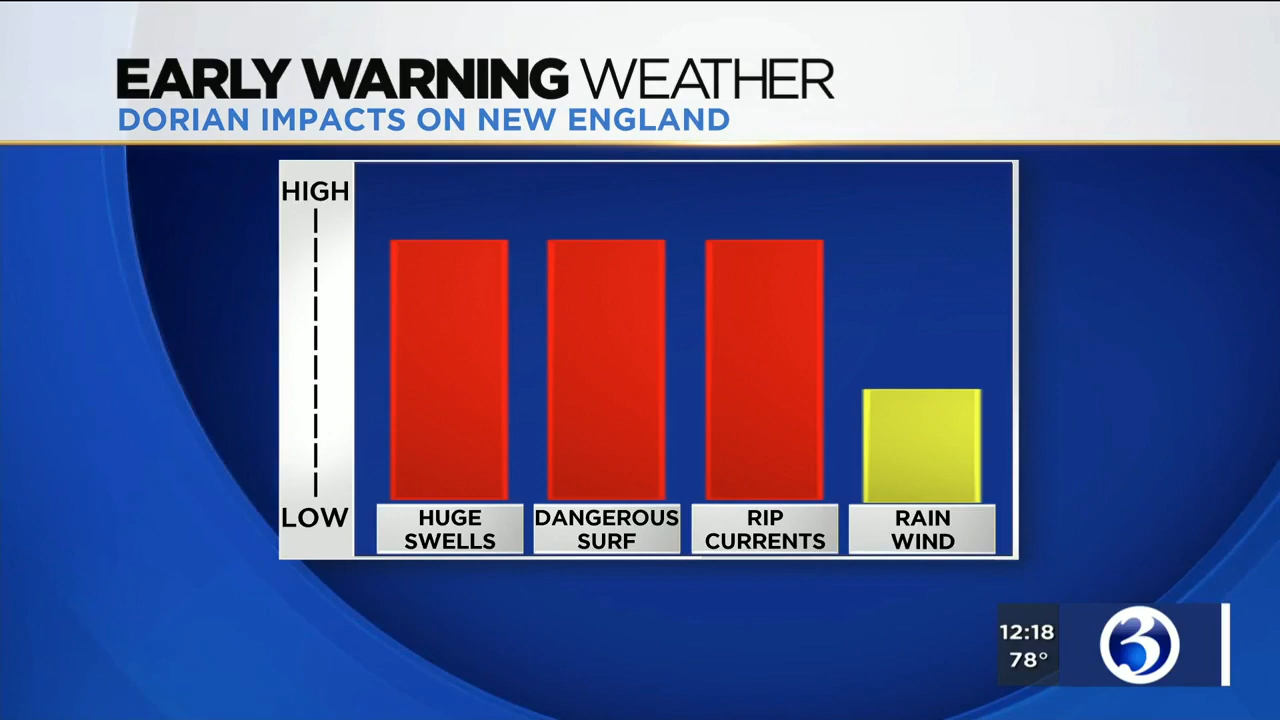 EARLY WARNING WEATHER
DORIAN IMPACTS ON NEW ENGLAND
HIGH
LOW
HUGE
SWELLS
DANGEROUS
SURF
RIP
CURRENTS
RAIN
WIND
12:18
78°
3